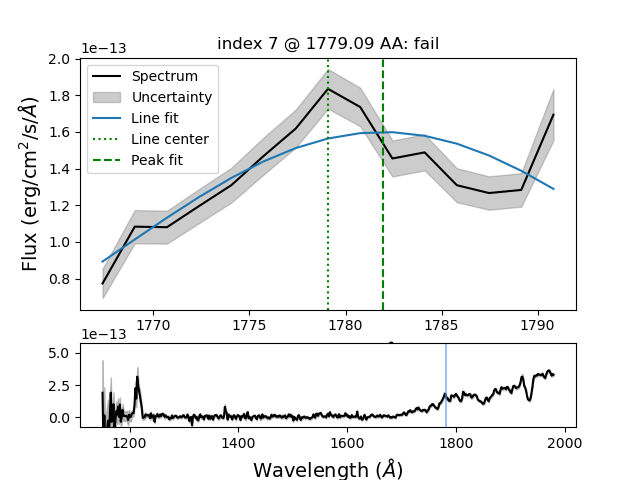 index 7 @ 1779.09 AA: fail
1e−13
Flux (erg/cm²/s/Å)
2.0
1.8
1.6
1.4
1.2
1.0
0.8
Spectrum
Uncertainty
Line fit
Line center
Peak fit
1770 1775 1780 1785 1790
1e−13
5.0
2.5
0.0
1200 1400 1600 1800 2000
Wavelength (Å)